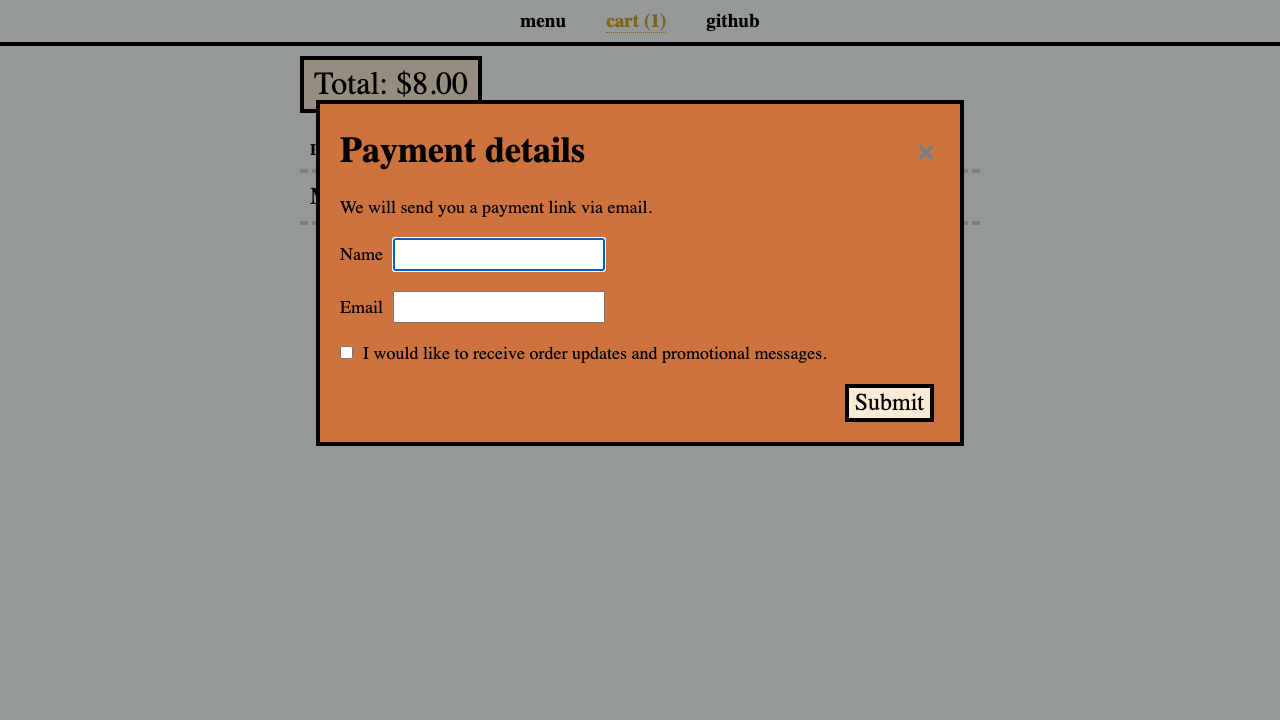 menu cart (1) github
Total: $8.00
Payment details
×
We will send you a payment link via email.
Name
Email
I would like to receive order updates and promotional messages.
Submit